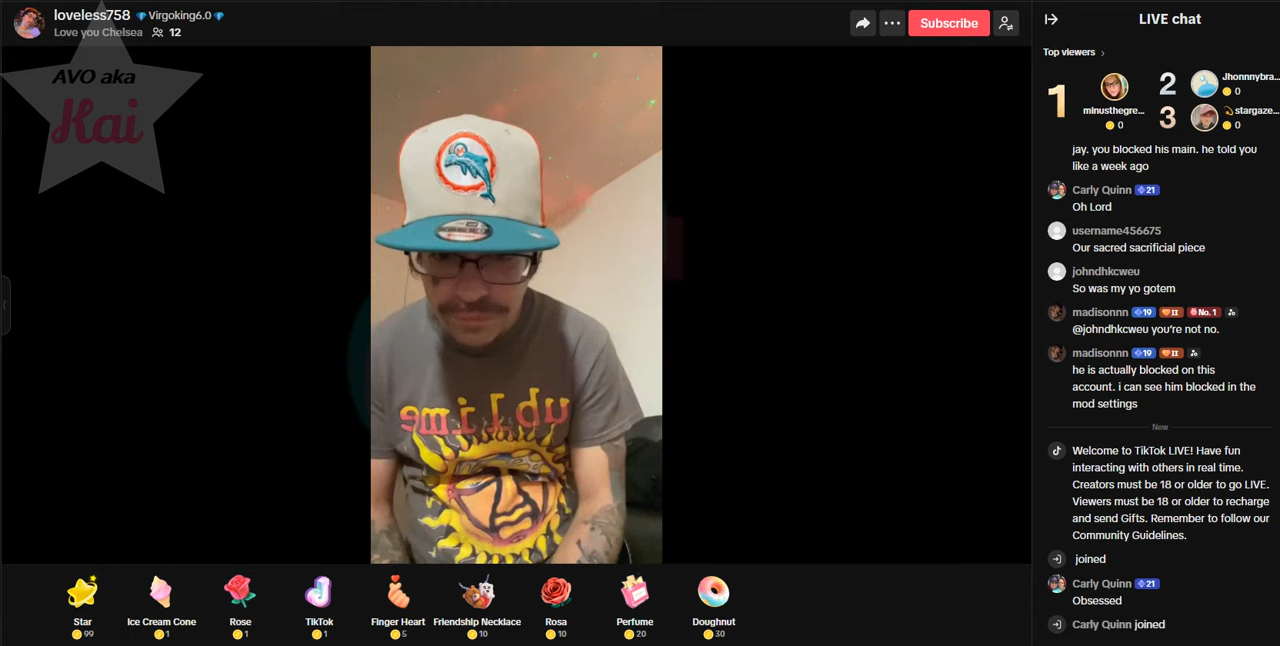 loveless758 💎Virgoking6.0💎
Love you Chelsea 12
Subscribe
LIVE chat
AVO aka
Kai
Top viewers
1
minusthegre...
0
2
Jhonnnybra...
0
3
stargaze...
0
jay. you blocked his main. he told you
like a week ago
Carly Quinn 21
Oh Lord
username456675
Our sacred sacrificial piece
johndhkcweu
So was my yo gotem
madisonnn 19 II No. 1
@johndhkcweu you're not no.
madisonnn 19 II
he is actually blocked on this
account. i can see him blocked in the
mod settings
New
Welcome to TikTok LIVE! Have fun
interacting with others in real time.
Creators must be 18 or older to go LIVE.
Viewers must be 18 or older to recharge
and send Gifts. Remember to follow our
Community Guidelines.
joined
Carly Quinn 21
Obsessed
Carly Quinn joined
ublime
Star
99
Ice Cream Cone
1
Rose
1
TikTok
1
Finger Heart
5
Friendship Necklace
10
Rosa
10
Perfume
20
Doughnut
30